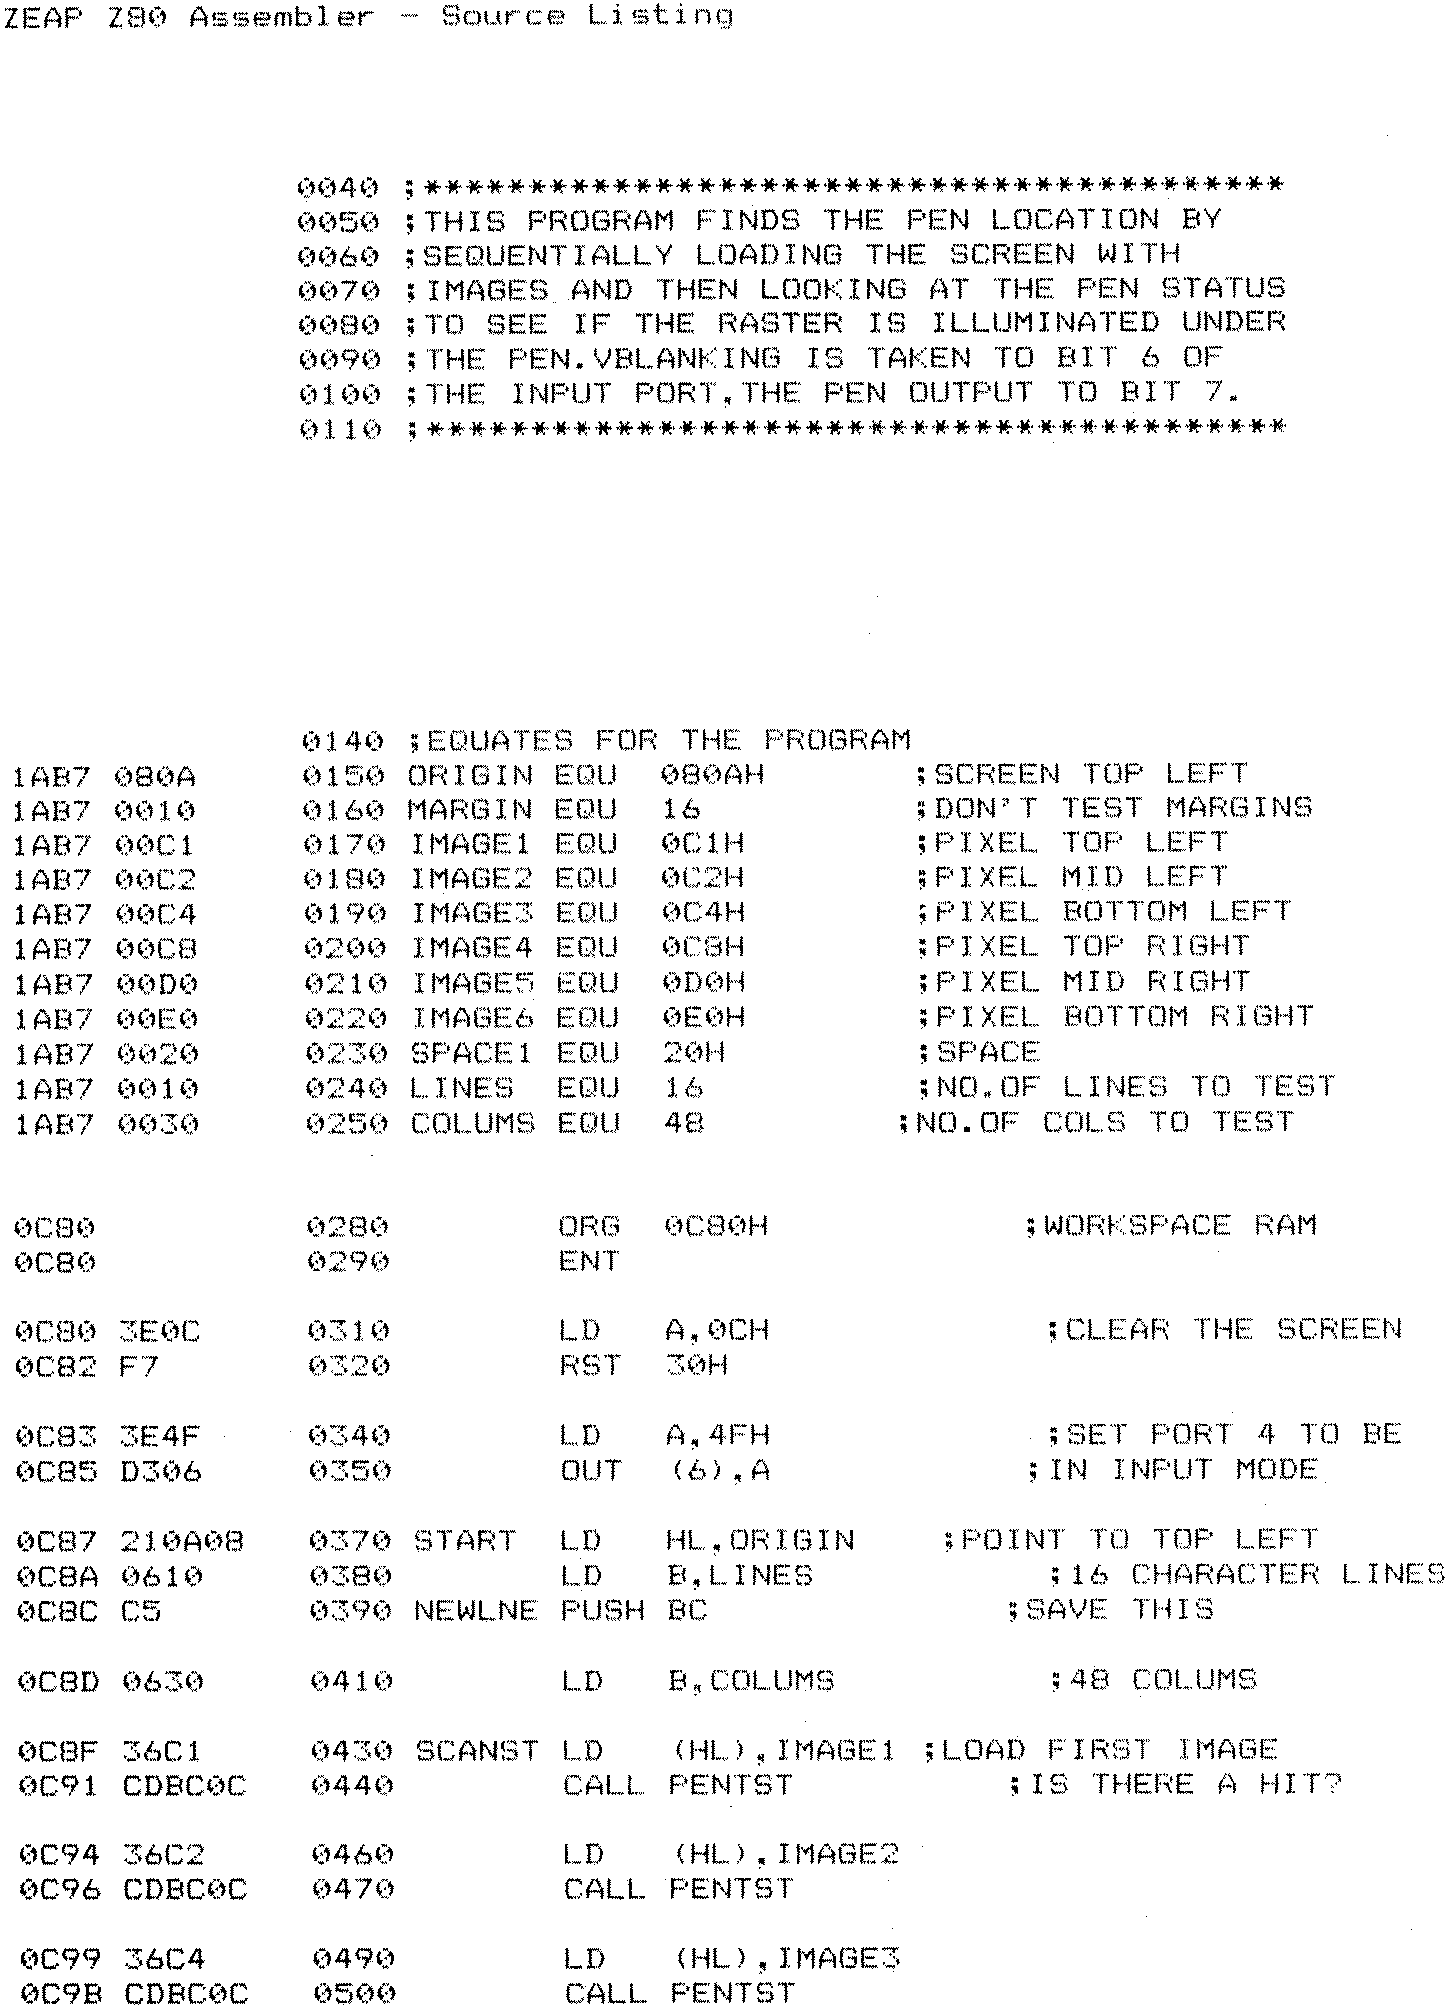 ZEAP Z80 Assembler - Source Listing
0040 ;*****************************************
0050 ;THIS PROGRAM FINDS THE PEN LOCATION BY
0060 ;SEQUENTIALLY LOADING THE SCREEN WITH
0070 ;IMAGES AND THEN LOOKING AT THE PEN STATUS
0080 ;TO SEE IF THE RASTER IS ILLUMINATED UNDER
0090 ;THE PEN.VBLANKING IS TAKEN TO BIT 6 OF
0100 ;THE INPUT PORT,THE PEN OUTPUT TO BIT 7.
0110 ;*****************************************
0140 ;EQUATES FOR THE PROGRAM
1AB7 080A 0150 ORIGIN EQU 080AH ;SCREEN TOP LEFT
1AB7 0010 0160 MARGIN EQU 16 ;DON'T TEST MARGINS
1AB7 00C1 0170 IMAGE1 EQU 0C1H ;PIXEL TOP LEFT
1AB7 00C2 0180 IMAGE2 EQU 0C2H ;PIXEL MID LEFT
1AB7 00C4 0190 IMAGE3 EQU 0C4H ;PIXEL BOTTOM LEFT
1AB7 00C8 0200 IMAGE4 EQU 0C8H ;PIXEL TOP RIGHT
1AB7 00D0 0210 IMAGE5 EQU 0D0H ;PIXEL MID RIGHT
1AB7 00E0 0220 IMAGE6 EQU 0E0H ;PIXEL BOTTOM RIGHT
1AB7 0020 0230 SPACE1 EQU 20H ;SPACE
1AB7 0010 0240 LINES EQU 16 ;NO.OF LINES TO TEST
1AB7 0030 0250 COLUMS EQU 48 ;NO.OF COLS TO TEST
0C80 0280 ORG 0C80H ;WORKSPACE RAM
0C80 0290 ENT
0C80 3E0C 0310 LD A,0CH ;CLEAR THE SCREEN
0C82 F7 0320 RST 30H
0C83 3E4F 0340 LD A,4FH ;SET PORT 4 TO BE
0C85 D306 0350 OUT (6),A ;IN INPUT MODE
0C87 210A08 0370 START LD HL,ORIGIN ;POINT TO TOP LEFT
0C8A 0610 0380 LD B,LINES ;16 CHARACTER LINES
0C8C C5 0390 NEWLNE PUSH BC ;SAVE THIS
0C8D 0630 0410 LD B,COLUMS ;48 COLUMS
0C8F 36C1 0430 SCANST LD (HL),IMAGE1 ;LOAD FIRST IMAGE
0C91 CDBC0C 0440 CALL PENTST ;IS THERE A HIT?
0C94 36C2 0460 LD (HL),IMAGE2
0C96 CDBC0C 0470 CALL PENTST
0C99 36C4 0490 LD (HL),IMAGE3
0C9B CDBC0C 0500 CALL PENTST